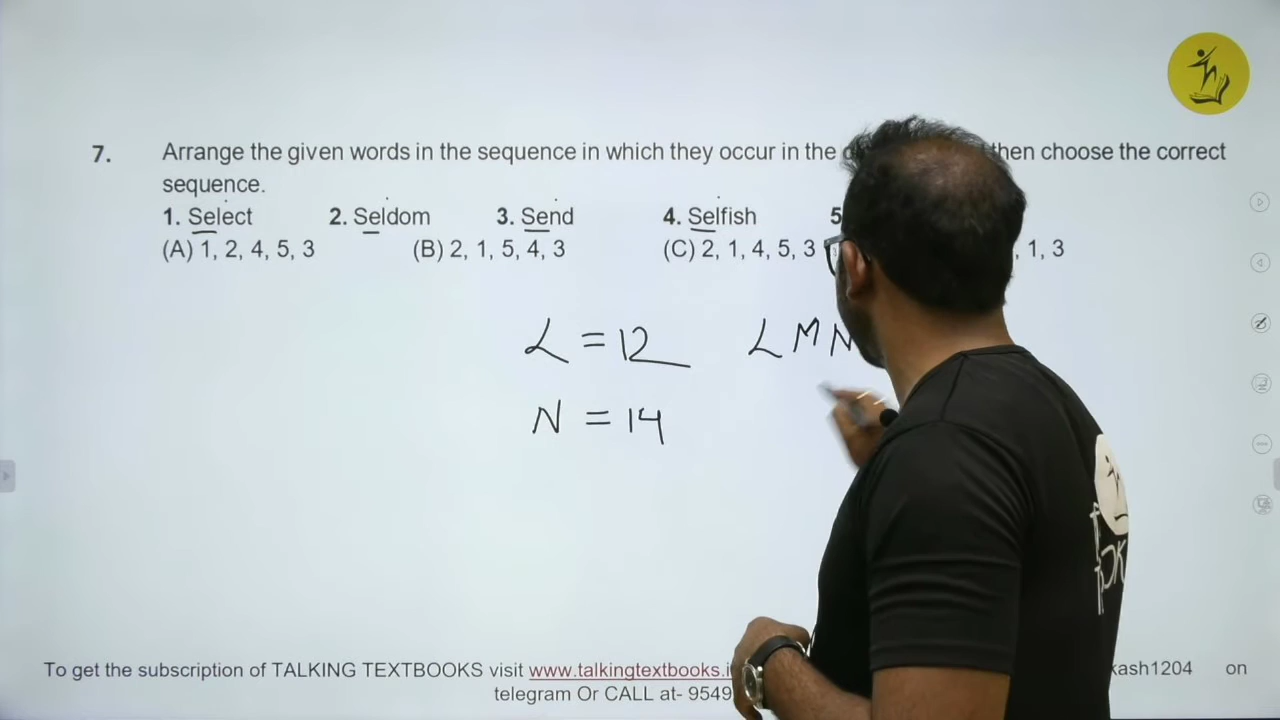 7. Arrange the given words in the sequence in which they occur in the then choose the correct
sequence.
1. Select 2. Seldom 3. Send 4. Selfish 5
(A) 1, 2, 4, 5, 3 (B) 2, 1, 5, 4, 3 (C) 2, 1, 4, 5, 3 , 1, 3
L = 12 L M N
N = 14
To get the subscription of TALKING TEXTBOOKS visit www.talkingtextbooks.i kash1204 on
telegram Or CALL at- 9549